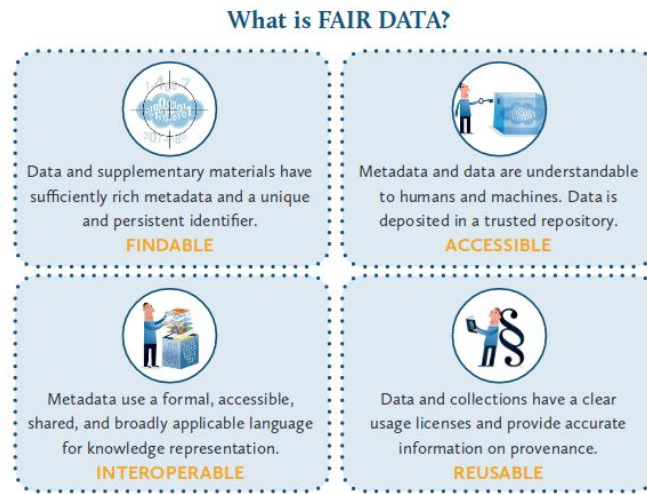 What is FAIR DATA?
Data and supplementary materials have
sufficiently rich metadata and a unique
and persistent identifier.
FINDABLE
Metadata and data are understandable
to humans and machines. Data is
deposited in a trusted repository.
ACCESSIBLE
Metadata use a formal, accessible,
shared, and broadly applicable language
for knowledge representation.
INTEROPERABLE
Data and collections have a clear
usage licenses and provide accurate
information on provenance.
REUSABLE